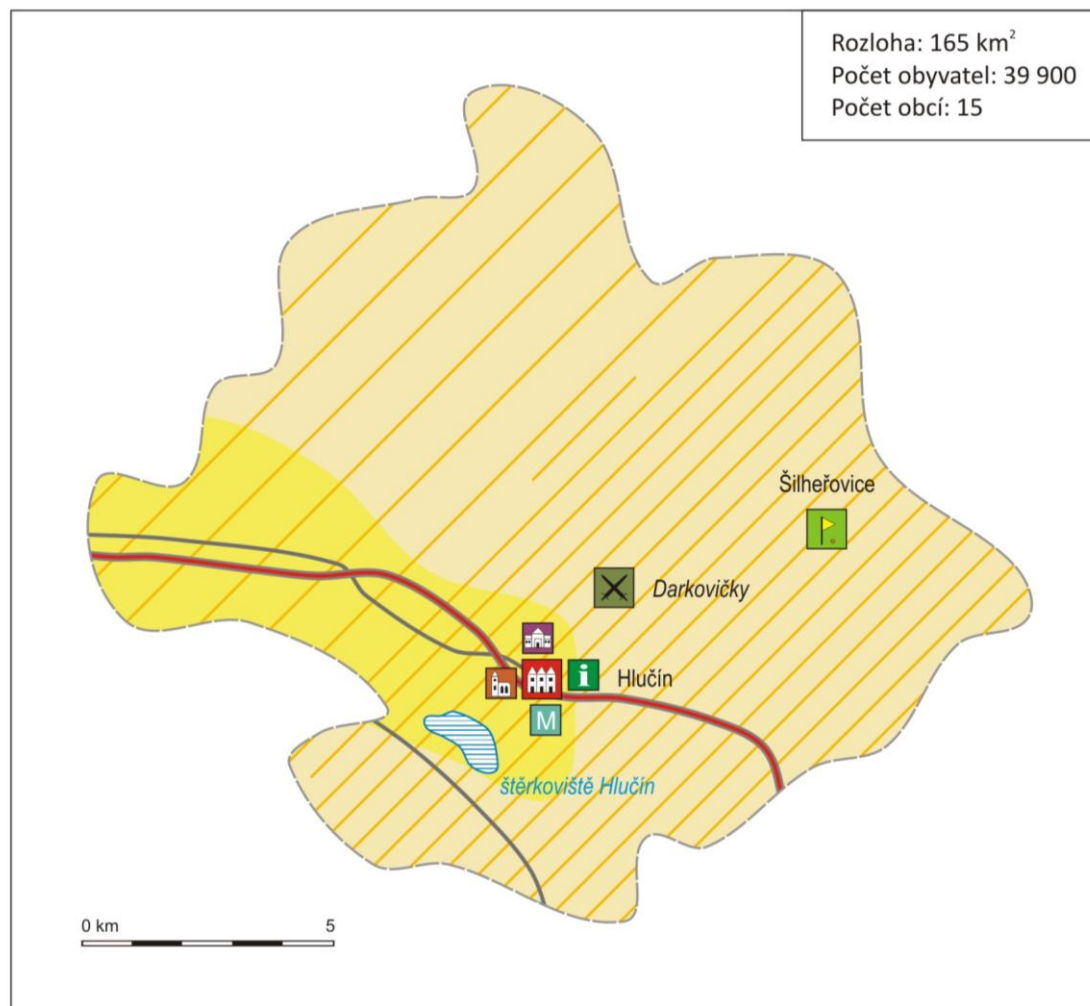 Rozloha: 165 km²
Počet obyvatel: 39 900
Počet obcí: 15
Šilheřovice
Darkovičky
i
Hlučín
M
štěrkoviště Hlučín
0 km 5